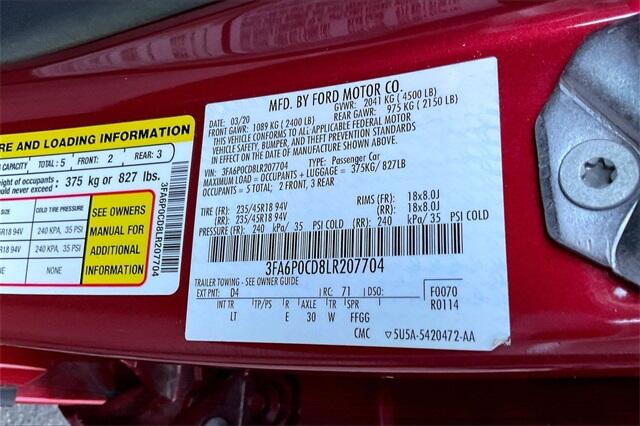 RE AND LOADING INFORMATION
CAPACITY TOTAL: 5 FRONT: 2 REAR: 3
eight of occupants
uld never exceed: 375 kg or 827 lbs.
COLD TIRE PRESSURE
R18 94V 240 KPA, 35 PSI
R18 94V 240 KPA, 35 PSI
SEE OWNERS
MANUAL FOR
ADDITIONAL
INFORMATION
3FA6P0CD8LR207704
MFD. BY FORD MOTOR CO.
DATE: 03/20 GVWR: 2041 KG ( 4500 LB)
FRONT GAWR: 1089 KG ( 2400 LB) REAR GAWR: 975 KG ( 2150 LB)
THIS VEHICLE CONFORMS TO ALL APPLICABLE FEDERAL MOTOR
VEHICLE SAFETY, BUMPER, AND THEFT PREVENTION STANDARDS
IN EFFECT ON THE DATE OF MANUFACTURE SHOWN ABOVE.
VIN: 3FA6P0CD8LR207704 TYPE: Passenger Car
MAXIMUM LOAD = OCCUPANTS + LUGGAGE = 375KG/ 827LB
OCCUPANTS = 5 TOTAL; 2 FRONT, 3 REAR
TIRE (FR): 235/45R18 94V RIMS (FR): 18x8.0J
(RR): 235/45R18 94V (RR): 18x8.0J
PRESSURE (FR): 240 kPa/ 35 PSI COLD (RR): 240 kPa/ 35 PSI COLD
3FA6P0CD8LR207704
TRAILER TOWING - SEE OWNER GUIDE
EXT PNT: D4 RC: 71 DSO: F0070
INT TR TP/PS R AXLE TR SPR R0114
LT E 30 W FFGG
CMC ▽5U5A-5420472-AA